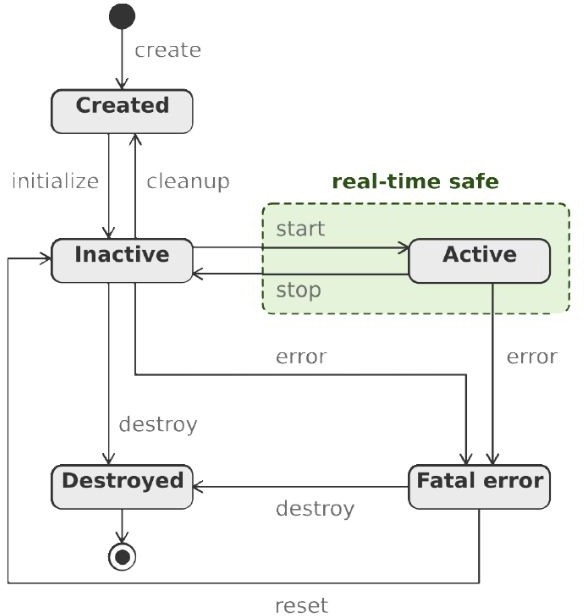 create
Created
initialize
cleanup
real-time safe
Inactive
start
Active
stop
error
error
destroy
Destroyed
Fatal error
destroy
reset